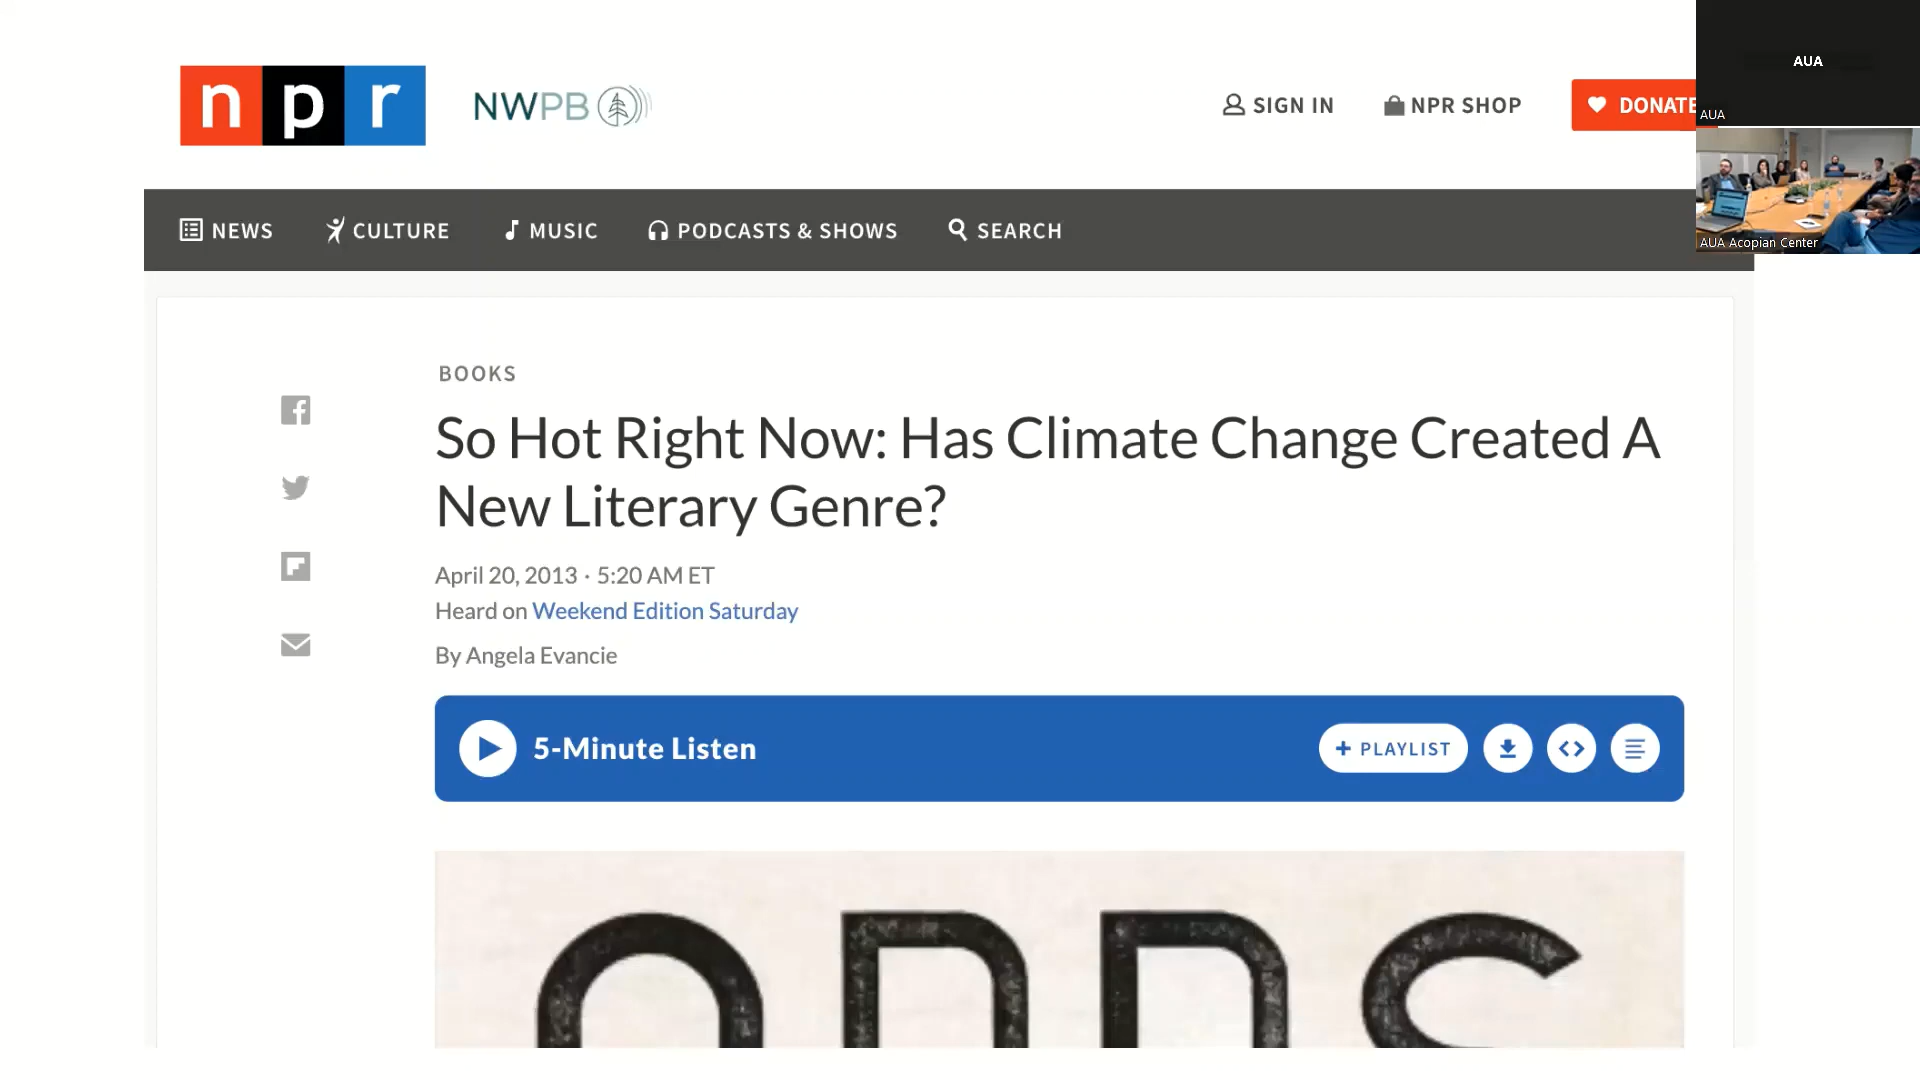 npr
NWPB
SIGN IN
NPR SHOP
DONATE
AUA
AUA
AUA Acopian Center
NEWS
CULTURE
MUSIC
PODCASTS & SHOWS
SEARCH
BOOKS
So Hot Right Now: Has Climate Change Created A
New Literary Genre?
April 20, 2013 · 5:20 AM ET
Heard on Weekend Edition Saturday
By Angela Evancie
5-Minute Listen
+ PLAYLIST
ODDS